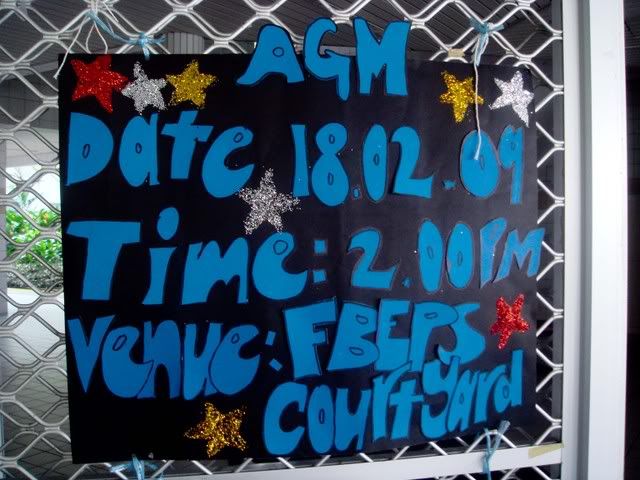 AGM
Date 18.02.09
Time: 2.00PM
Venue: FBEPS
Courtyard